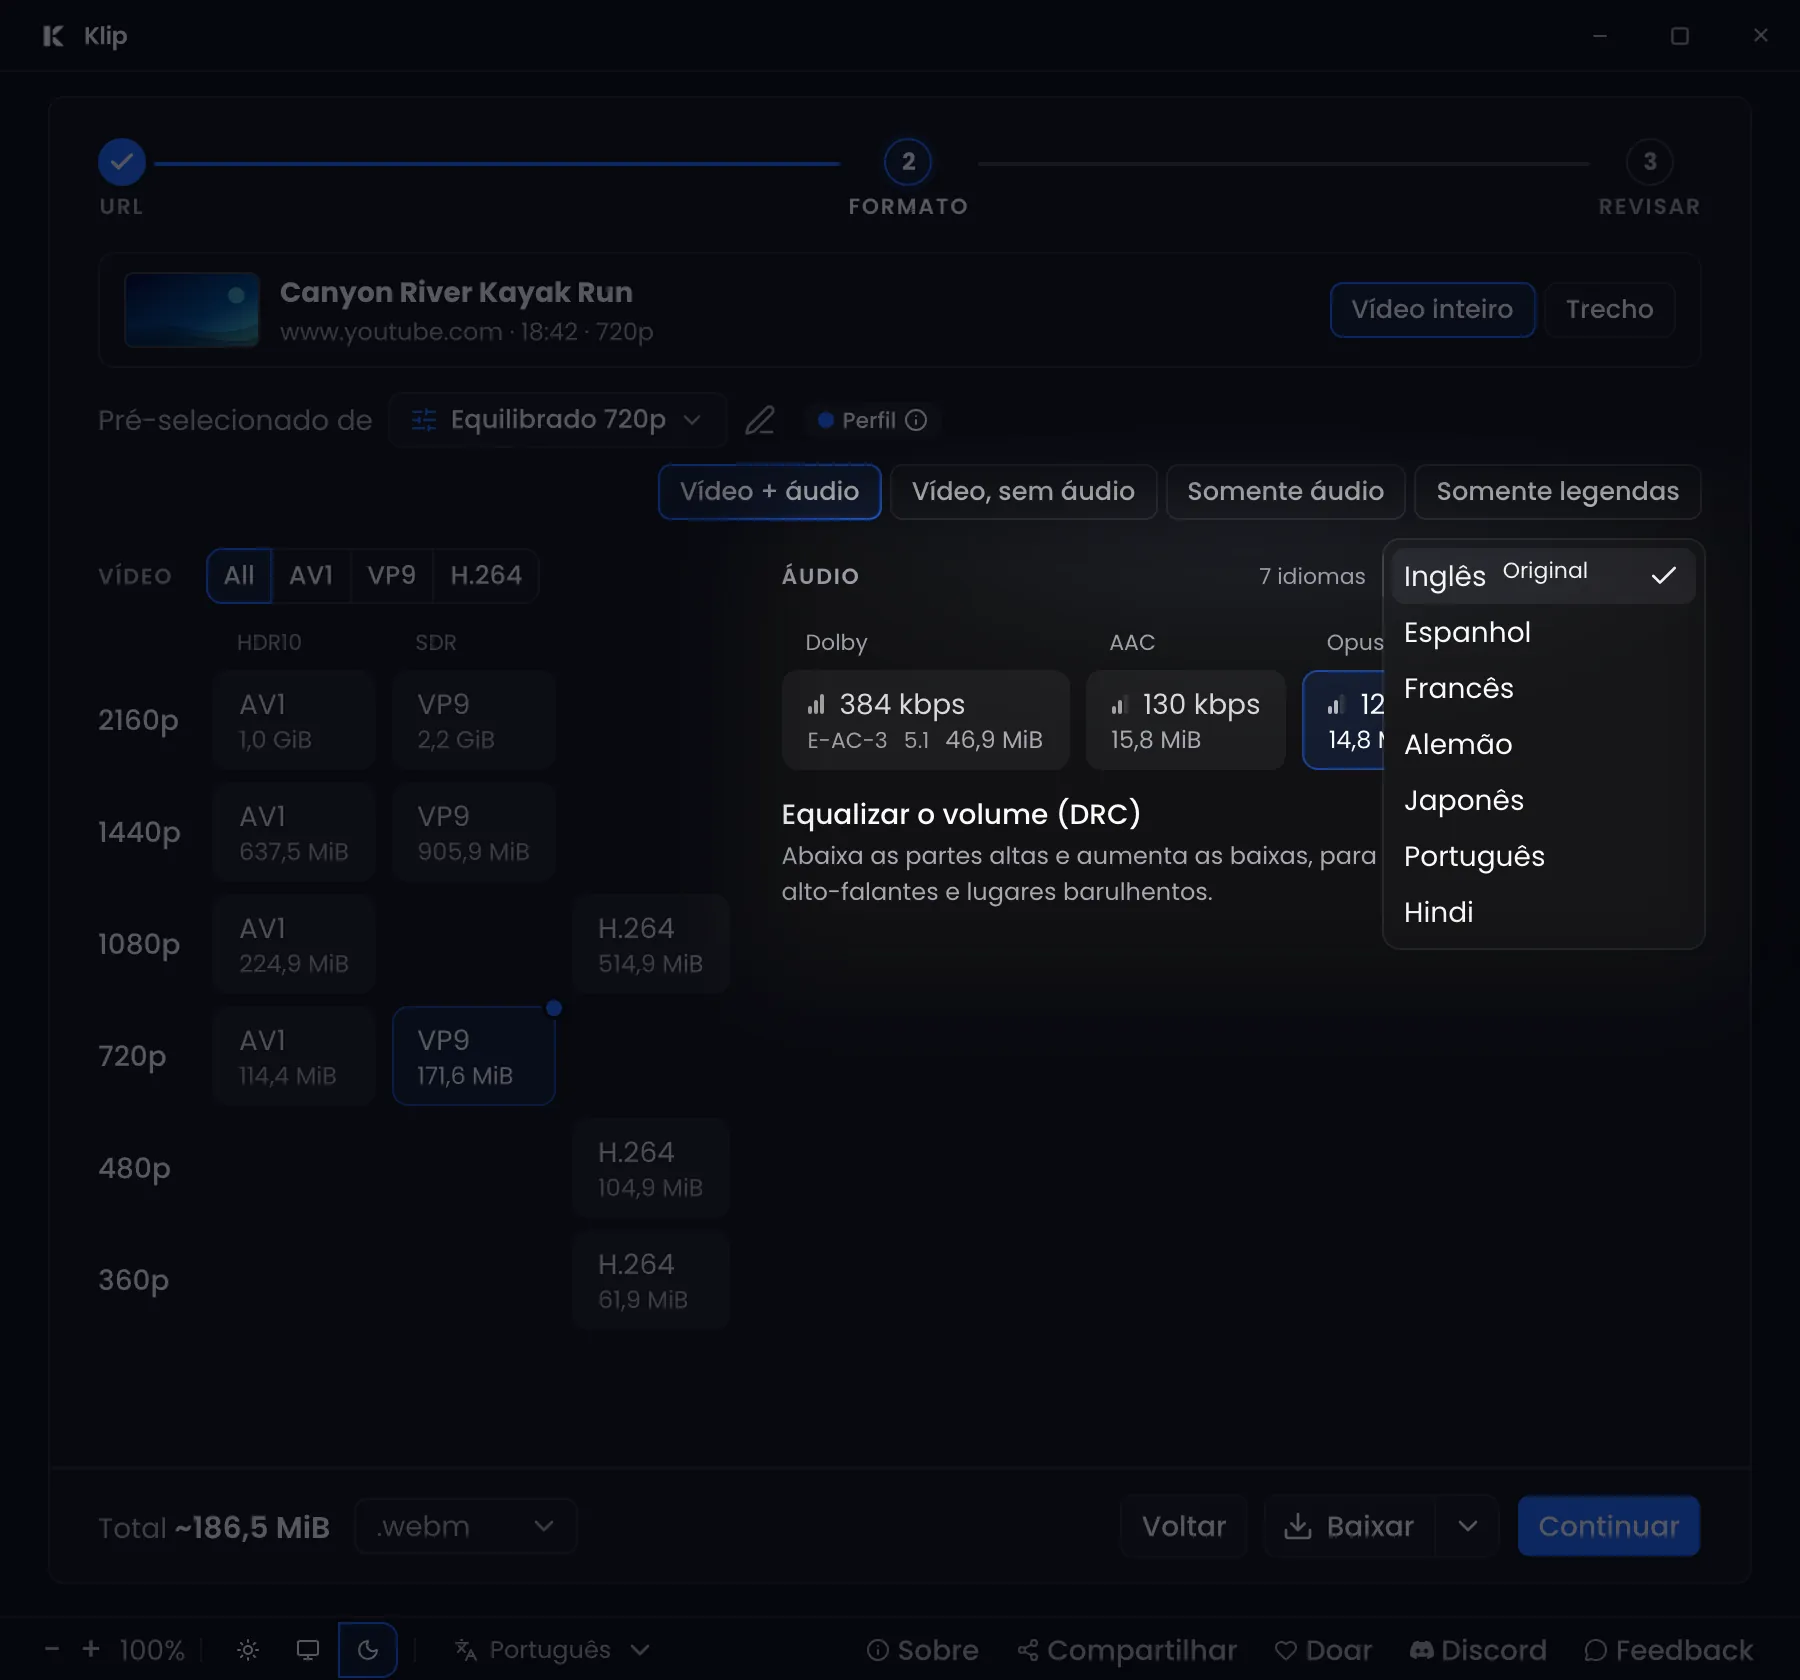 Klip
URL
2
FORMATO
3
REVISAR
Canyon River Kayak Run
www.youtube.com · 18:42 · 720p
Vídeo inteiro
Trecho
Pré-selecionado de
Equilibrado 720p
Perfil
Vídeo + áudio
Vídeo, sem áudio
Somente áudio
Somente legendas
VÍDEO
All
AV1
VP9
H.264
HDR10
SDR
2160p
AV1
1,0 GiB
VP9
2,2 GiB
1440p
AV1
637,5 MiB
VP9
905,9 MiB
1080p
AV1
224,9 MiB
H.264
514,9 MiB
720p
AV1
114,4 MiB
VP9
171,6 MiB
480p
H.264
104,9 MiB
360p
H.264
61,9 MiB
ÁUDIO
7 idiomas
Dolby
AAC
Opus
384 kbps
E-AC-3 5.1 46,9 MiB
130 kbps
15,8 MiB
12
14,8 M
Equalizar o volume (DRC)
Abaixa as partes altas e aumenta as baixas, para
alto-falantes e lugares barulhentos.
Inglês Original
Espanhol
Francês
Alemão
Japonês
Português
Hindi
Total ~186,5 MiB
.webm
Voltar
Baixar
Continuar
− + 100%
Português
Sobre
Compartilhar
Doar
Discord
Feedback